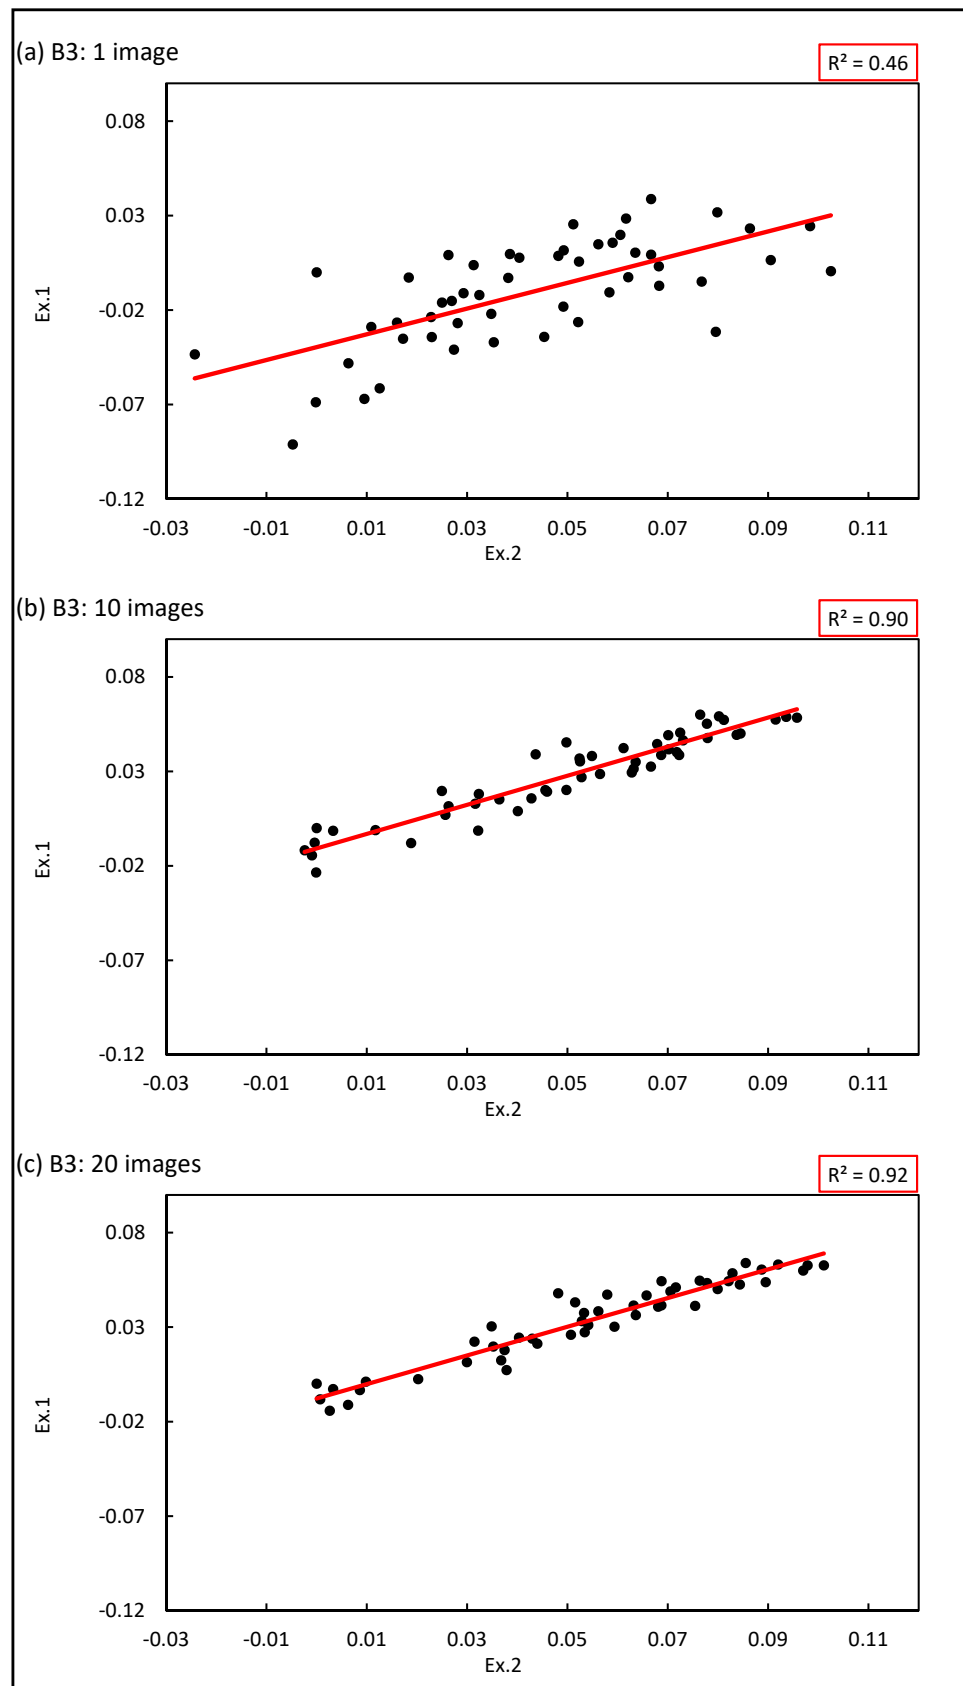 (a) B3: 1 image
R² = 0.46
0.08
0.03
-0.02
-0.07
-0.12
Ex.1
-0.03 -0.01 0.01 0.03 0.05 0.07 0.09 0.11
Ex.2
(b) B3: 10 images
R² = 0.90
0.08
0.03
-0.02
-0.07
-0.12
Ex.1
-0.03 -0.01 0.01 0.03 0.05 0.07 0.09 0.11
Ex.2
(c) B3: 20 images
R² = 0.92
0.08
0.03
-0.02
-0.07
-0.12
Ex.1
-0.03 -0.01 0.01 0.03 0.05 0.07 0.09 0.11
Ex.2